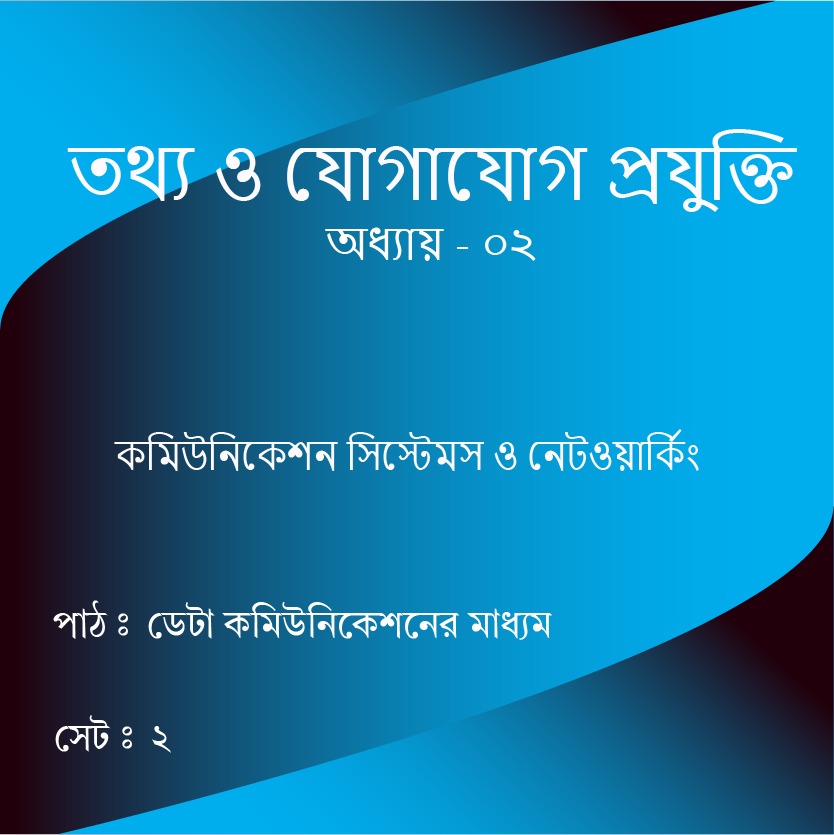 তথ্য ও যোগাযোগ প্রযুক্তি
অধ্যায় - ০২
কমিউনিকেশন সিস্টেমস ও নেটওয়ার্কিং
পাঠ ঃ ডেটা কমিউনিকেশনের মাধ্যম
সেট ঃ ২